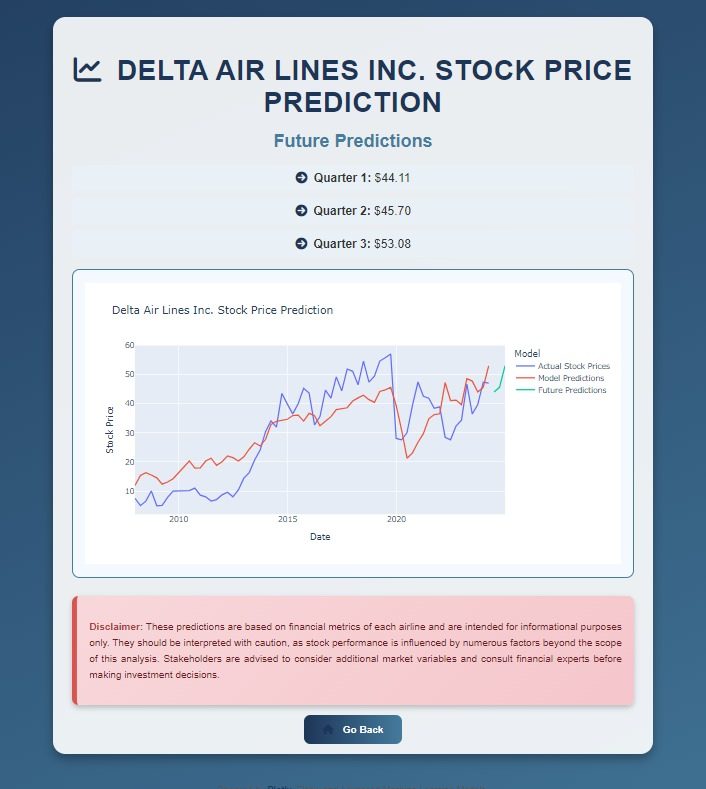 DELTA AIR LINES INC. STOCK PRICE
PREDICTION
Future Predictions
Quarter 1: $44.11
Quarter 2: $45.70
Quarter 3: $53.08
Delta Air Lines Inc. Stock Price Prediction
60
50
40
30
20
10
Stock Price
2010
2015
2020
Date
Model
Actual Stock Prices
Model Predictions
Future Predictions
Disclaimer: These predictions are based on financial metrics of each airline and are intended for informational purposes
only. They should be interpreted with caution, as stock performance is influenced by numerous factors beyond the scope
of this analysis. Stakeholders are advised to consider additional market variables and consult financial experts before
making investment decisions.
Go Back